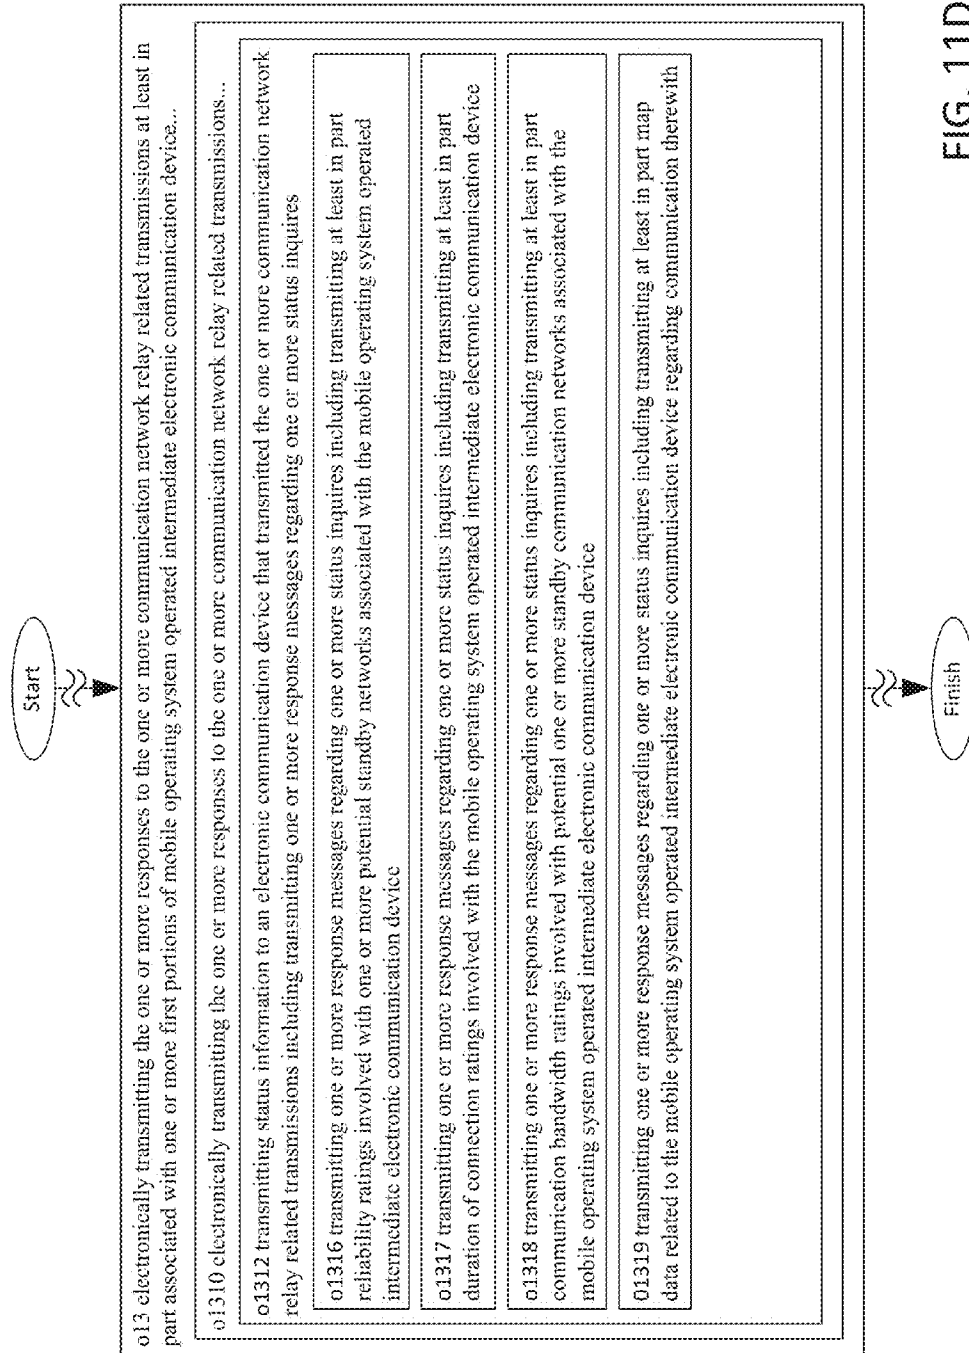 Start
o13 electronically transmitting the one or more responses to the one or more communication network relay related transmissions at least in
part associated with one or more first portions of mobile operating system operated intermediate electronic communication device...
o1310 electronically transmitting the one or more responses to the one or more communication network relay related transmissions...
o1312 transmitting status information to an electronic communication device that transmitted the one or more communication network
relay related transmissions including transmitting one or more response messages regarding one or more status inquires
o1316 transmitting one or more response messages regarding one or more status inquires including transmitting at least in part
reliability ratings involved with one or more potential standby networks associated with the mobile operating system operated
intermediate electronic communication device
o1317 transmitting one or more response messages regarding one or more status inquires including transmitting at least in part
duration of connection ratings involved with the mobile operating system operated intermediate electronic communication device
o1318 transmitting one or more response messages regarding one or more status inquires including transmitting at least in part
communication bandwidth ratings involved with potential one or more standby communication networks associated with the
mobile operating system operated intermediate electronic communication device
O1319 transmitting one or more response messages regarding one or more status inquires including transmitting at least in part map
data related to the mobile operating system operated intermediate electronic communication device regarding communication therewith
Finish
FIG. 11D